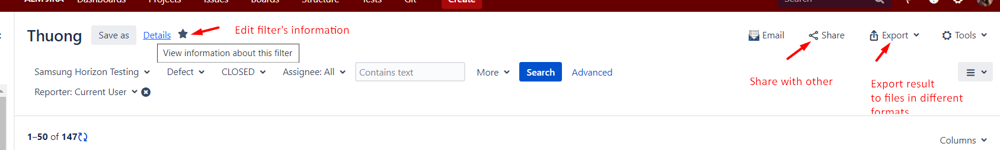 ALM JIRA Dashboards Projects Issues Boards Structure Tests Git Create Search
Thuong Save as Details Edit filter's information Email Share Export Tools
View information about this filter
Samsung Horizon Testing Defect CLOSED Assignee: All Contains text More Search Advanced
Share with other
Export result
Reporter: Current User
to files in different
formats
1–50 of 147
Columns